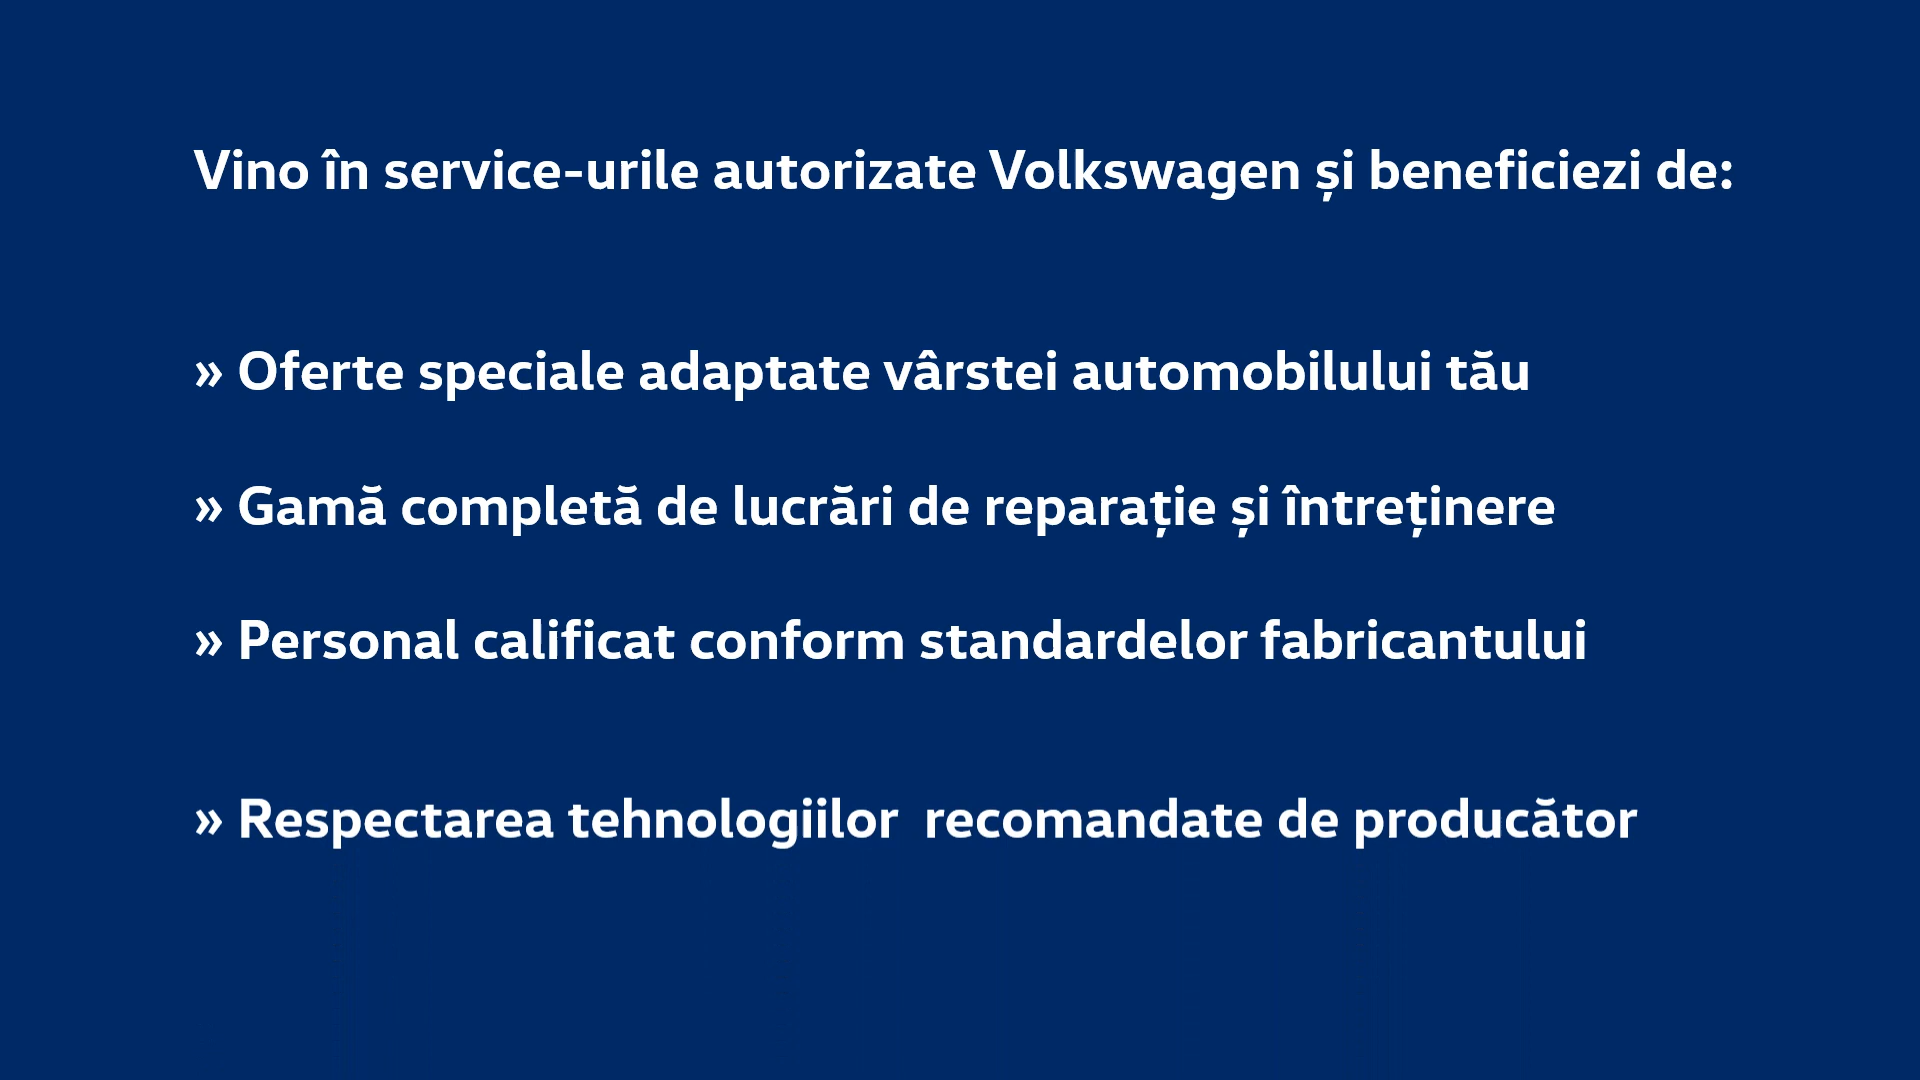 Vino în service-urile autorizate Volkswagen și beneficiezi de:
» Oferte speciale adaptate vârstei automobilului tău
» Gamă completă de lucrări de reparație și întreținere
» Personal calificat conform standardelor fabricantului
» Respectarea tehnologiilor  recomandate de producător